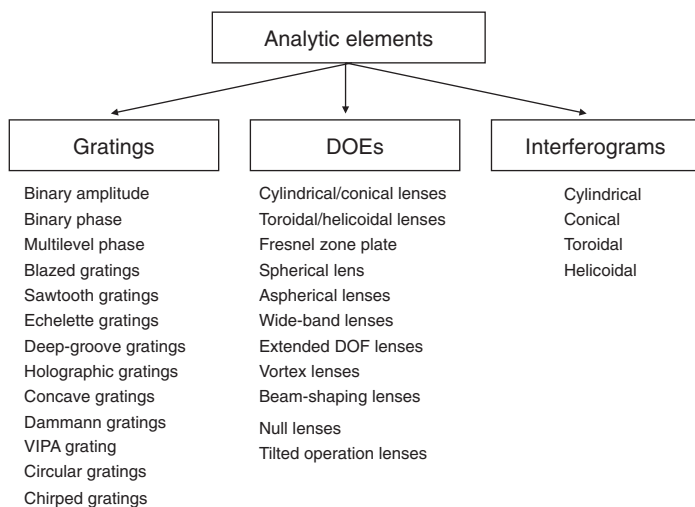 Analytic elements
Gratings
Binary amplitude
Binary phase
Multilevel phase
Blazed gratings
Sawtooth gratings
Echelette gratings
Deep-groove gratings
Holographic gratings
Concave gratings
Dammann gratings
VIPA grating
Circular gratings
Chirped gratings
DOEs
Cylindrical/conical lenses
Toroidal/helicoidal lenses
Fresnel zone plate
Spherical lens
Aspherical lenses
Wide-band lenses
Extended DOF lenses
Vortex lenses
Beam-shaping lenses
Null lenses
Tilted operation lenses
Interferograms
Cylindrical
Conical
Toroidal
Helicoidal